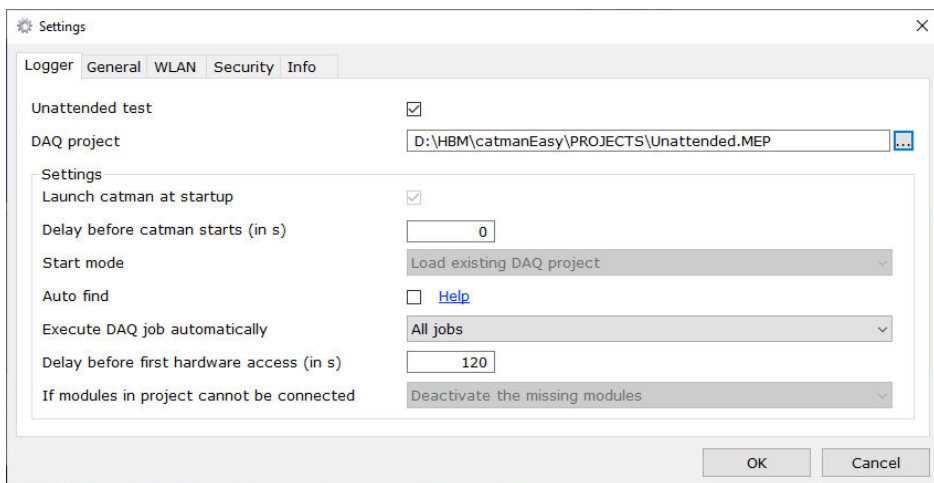 Settings
Logger General WLAN Security Info
Unattended test
DAQ project D:\HBM\catmanEasy\PROJECTS\Unattended.MEP ...
Settings
Launch catman at startup
Delay before catman starts (in s) 0
Start mode Load existing DAQ project
Auto find Help
Execute DAQ job automatically All jobs
Delay before first hardware access (in s) 120
If modules in project cannot be connected Deactivate the missing modules
OK Cancel